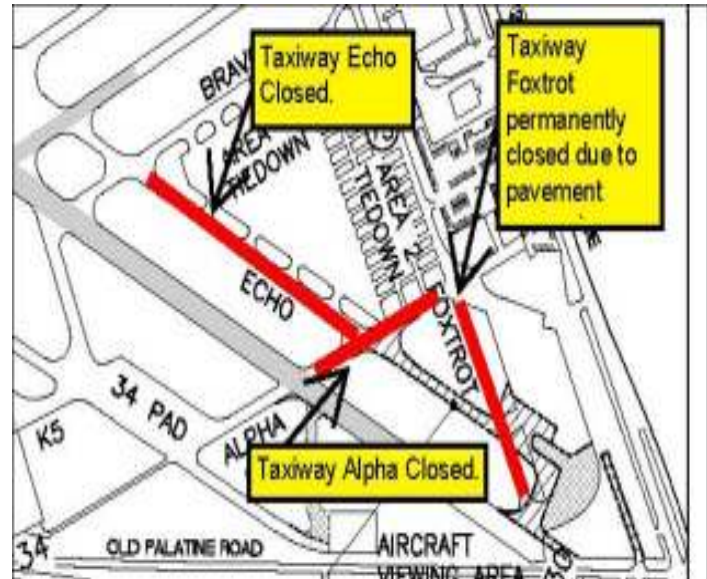 Taxiway Echo
Closed.
Taxiway
Foxtrot
permanently
closed due to
pavement
AREA
TIEDOWN
AREA 2
TIEDOWN
ECHO
FOXTROT
34 PAD
K5
ALPHA
Taxiway Alpha Closed.
34
OLD PALATINE ROAD
AIRCRAFT
VIEWING AREA